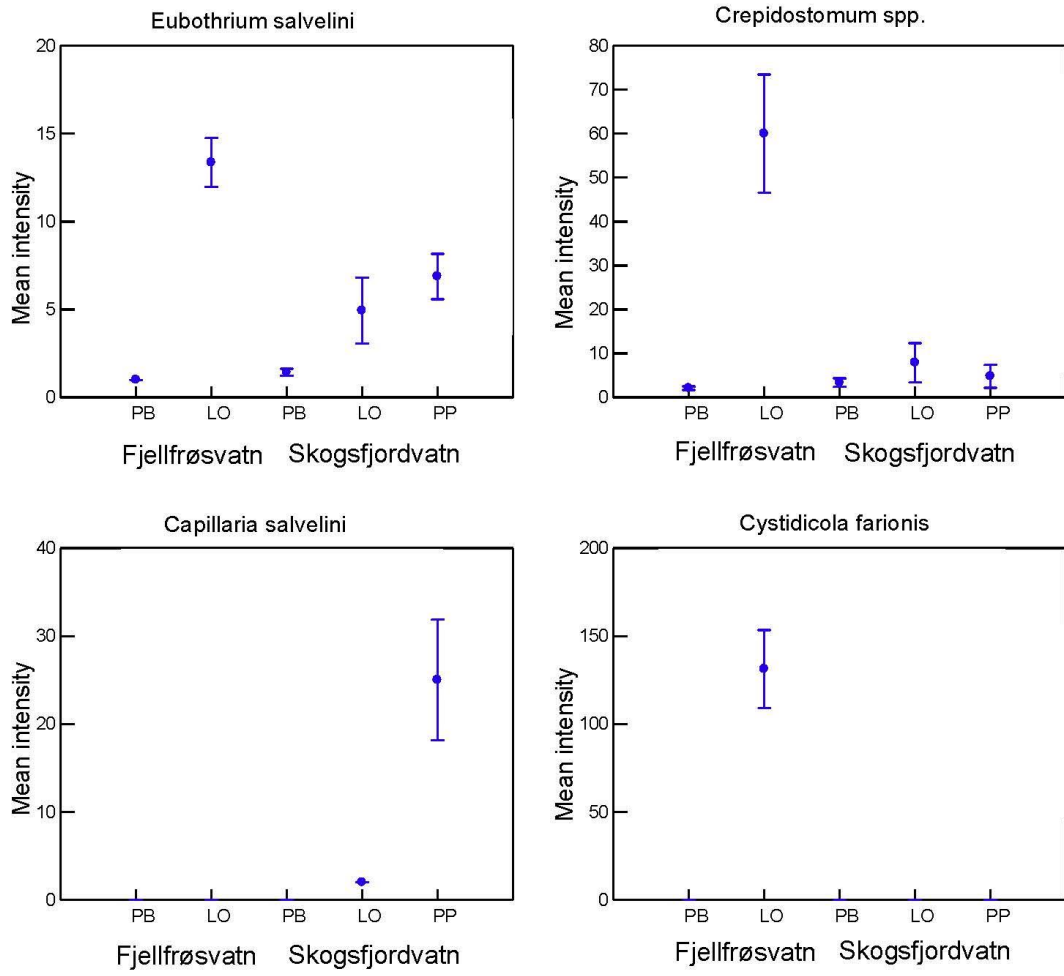 Eubothrium salvelini
Mean intensity
20
15
10
5
0
PB LO PB LO PP
Fjellfrøsvatn Skogsfjordvatn
Crepidostomum spp.
Mean intensity
80
70
60
50
40
30
20
10
0
PB LO PB LO PP
Fjellfrøsvatn Skogsfjordvatn
Capillaria salvelini
Mean intensity
40
30
20
10
0
PB LO PB LO PP
Fjellfrøsvatn Skogsfjordvatn
Cystidicola farionis
Mean intensity
200
150
100
50
0
PB LO PB LO PP
Fjellfrøsvatn Skogsfjordvatn